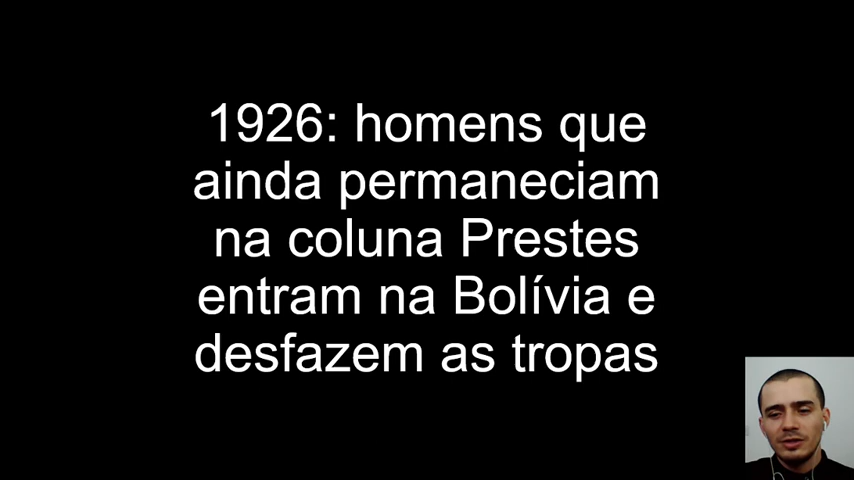 1926: homens que
ainda permaneciam
na coluna Prestes
entram na Bolívia e
desfazem as tropas